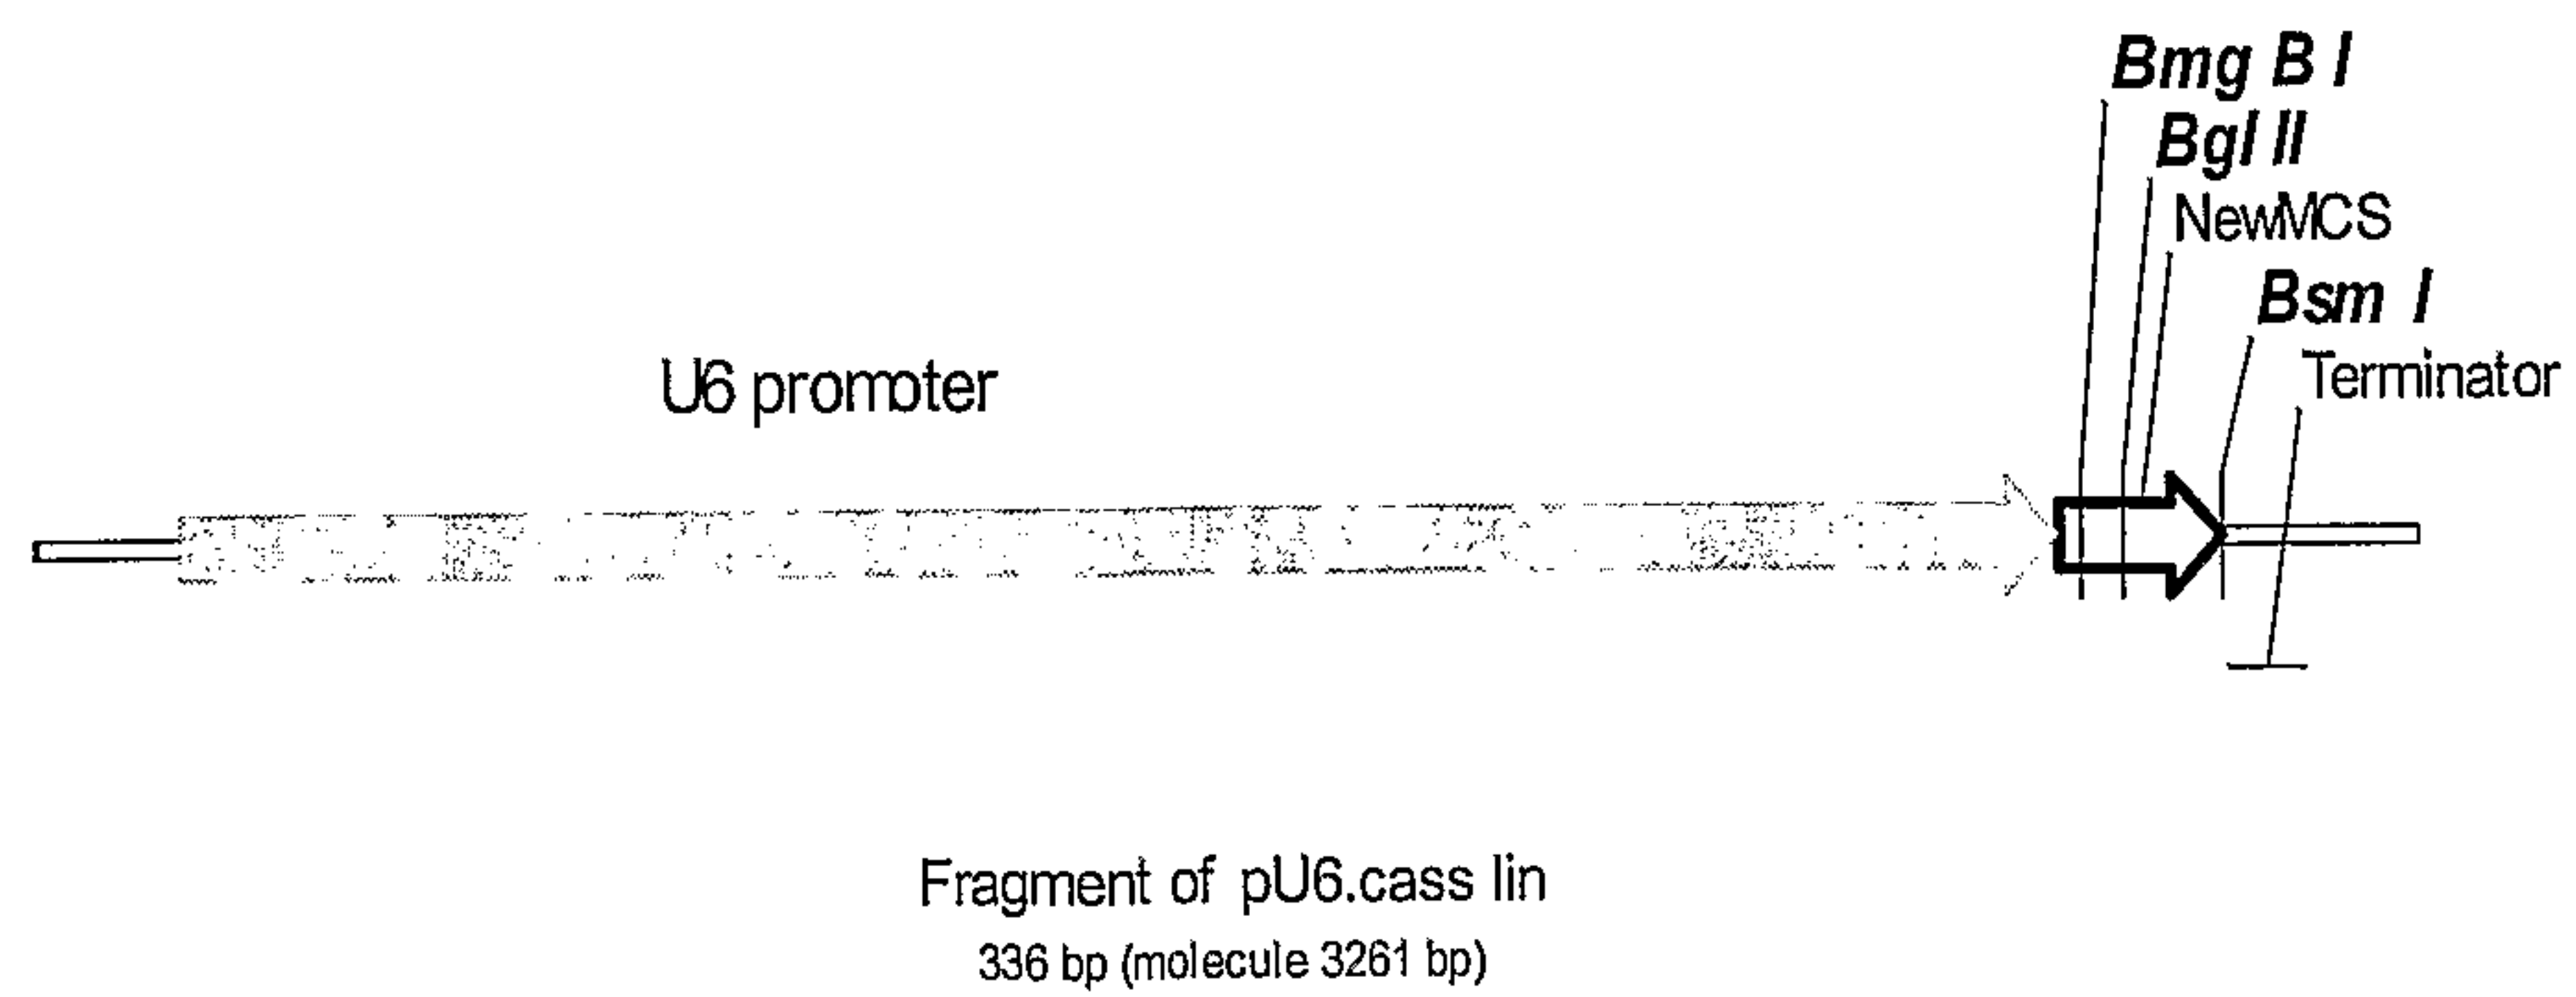 Bmg B I
Bgl II
NewMCS
Bsm I
Terminator
U6 promoter
Fragment of pU6.cass lin
336 bp (molecule 3261 bp)